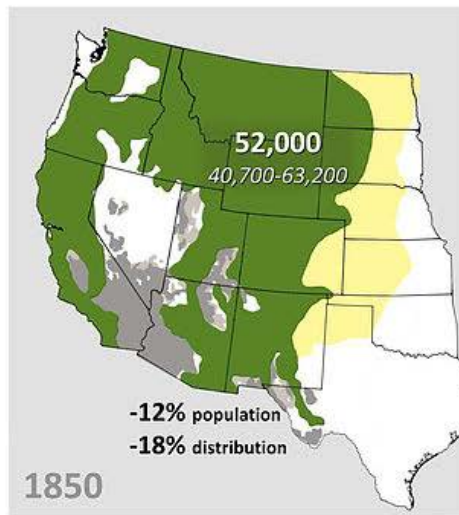 52,000
40,700-63,200
-12% population
-18% distribution
1850